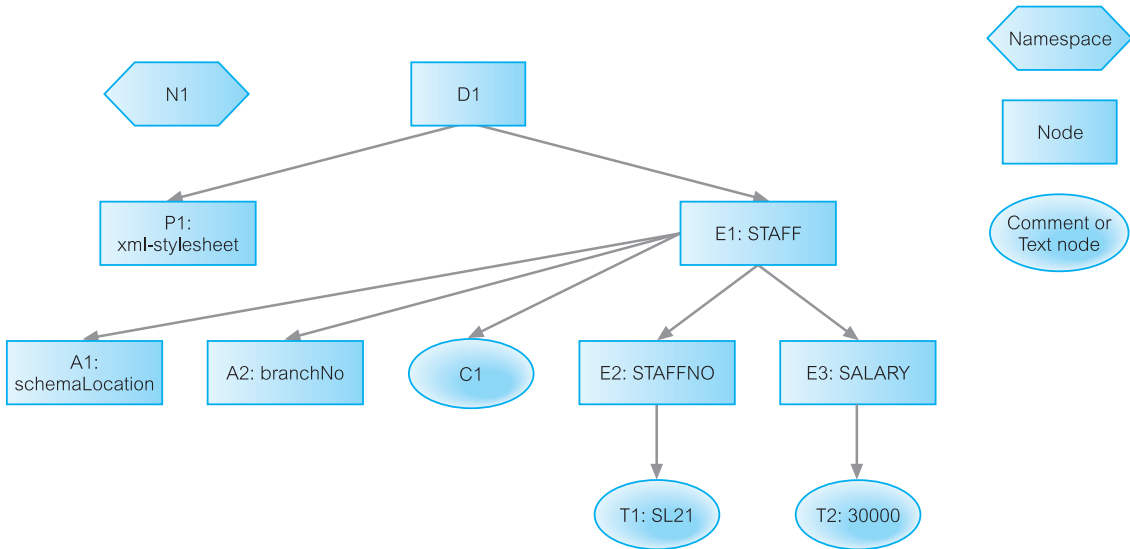 Namespace
N1
D1
Node
P1:
xml-stylesheet
E1: STAFF
Comment or
Text node
A1:
schemaLocation
A2: branchNo
C1
E2: STAFFNO
E3: SALARY
T1: SL21
T2: 30000